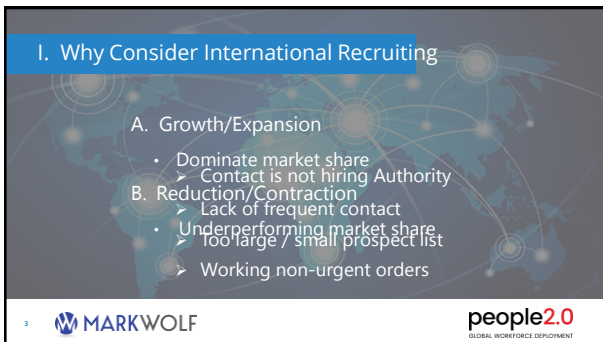 I. Why Consider International Recruiting
A. Growth/Expansion
• Dominate market share
➢ Contact is not hiring Authority
B. Reduction/Contraction
➢ Lack of frequent contact
• Underperforming market share
➢ Too large / small prospect list
➢ Working non-urgent orders
3
W MARKWOLF
people2.0
GLOBAL WORKFORCE DEPLOYMENT